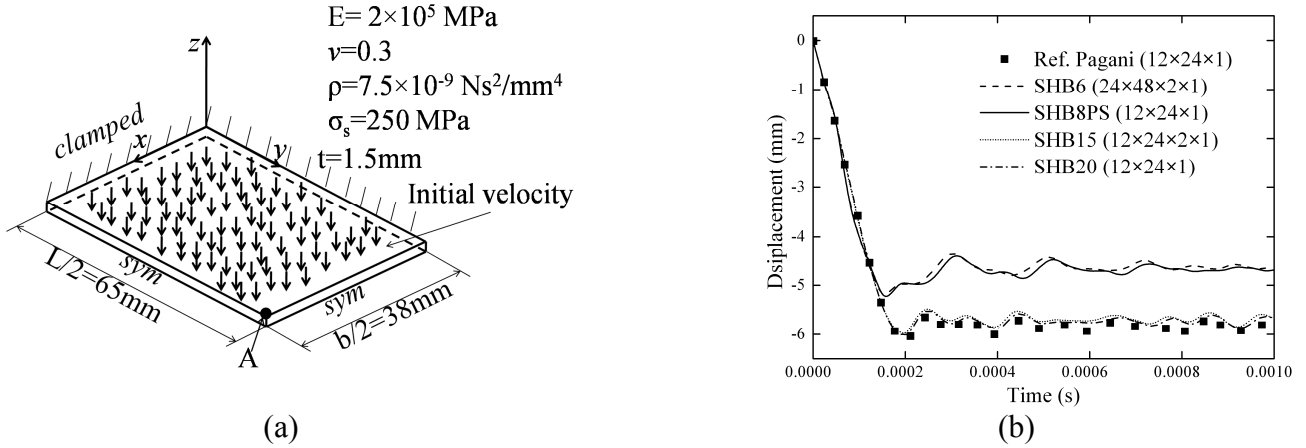 E= 2×10⁵ MPa
ν=0.3
ρ=7.5×10⁻⁹ Ns²/mm⁴
σₛ=250 MPa
t=1.5mm
z
clamped
x
y
Initial velocity
L/2=65mm
sym
sym
b/2=38mm
A
(a)
Ref. Pagani (12×24×1)
SHB6 (24×48×2×1)
SHB8PS (12×24×1)
SHB15 (12×24×2×1)
SHB20 (12×24×1)
Dsiplacement (mm)
0
-1
-2
-3
-4
-5
-6
0.0000 0.0002 0.0004 0.0006 0.0008 0.0010
Time (s)
(b)